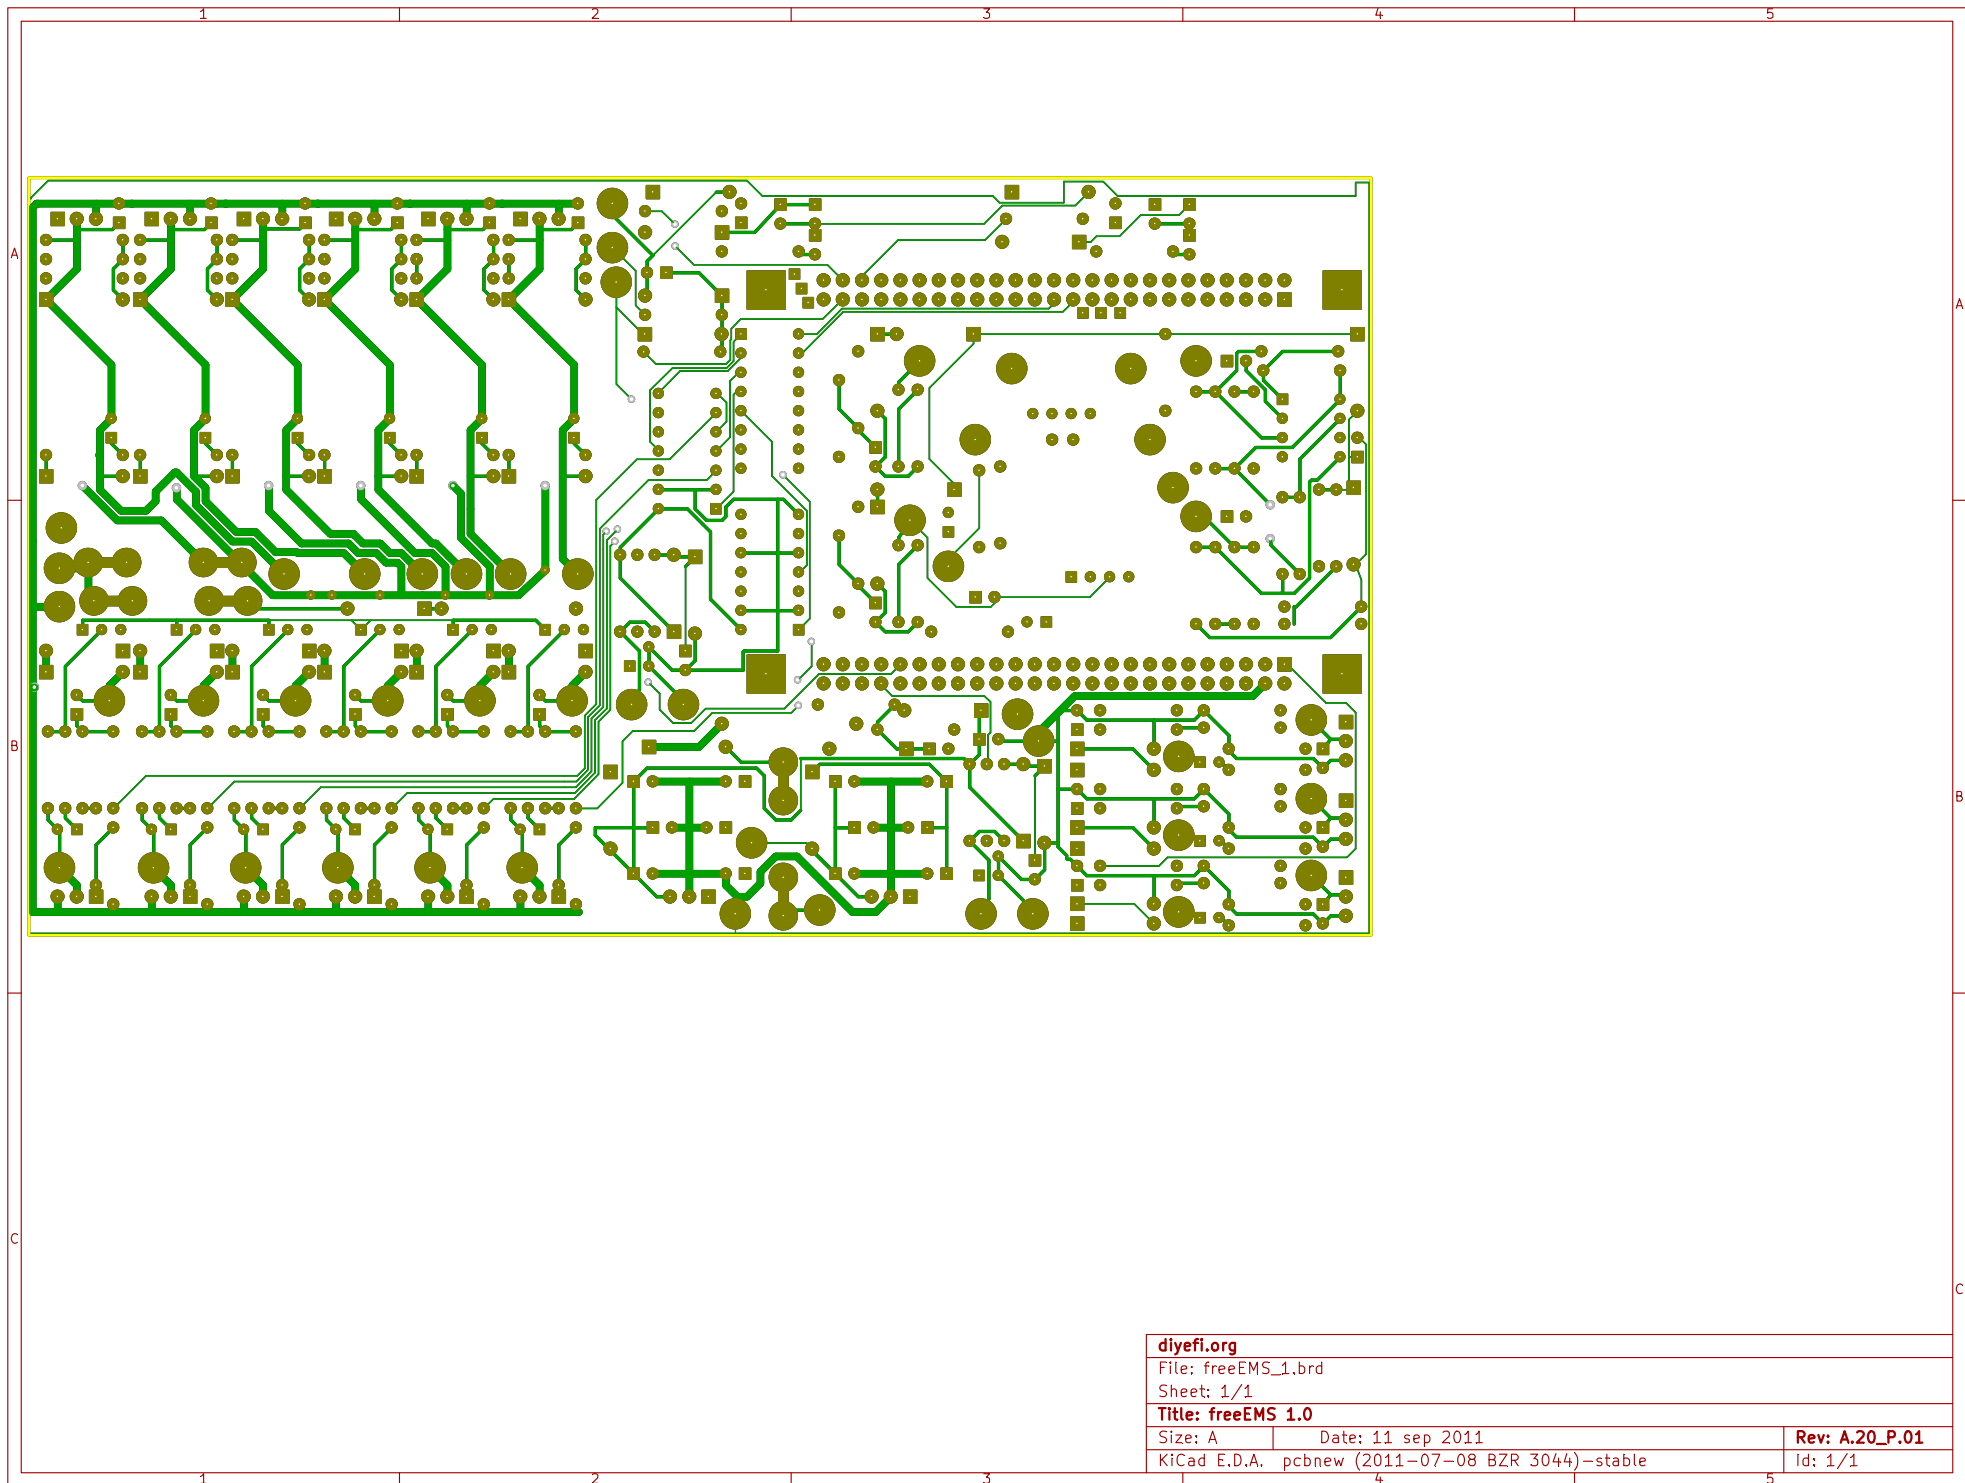 1 2 3 4 5
A
A
B
B
C
C
diyefi.org
File: freeEMS_1.brd
Sheet: 1/1
Title: freeEMS 1.0
Size: A Date: 11 sep 2011 Rev: A.20_P.01
KiCad E.D.A. pcbnew (2011-07-08 BZR 3044)-stable Id: 1/1
1 2 3 4 5